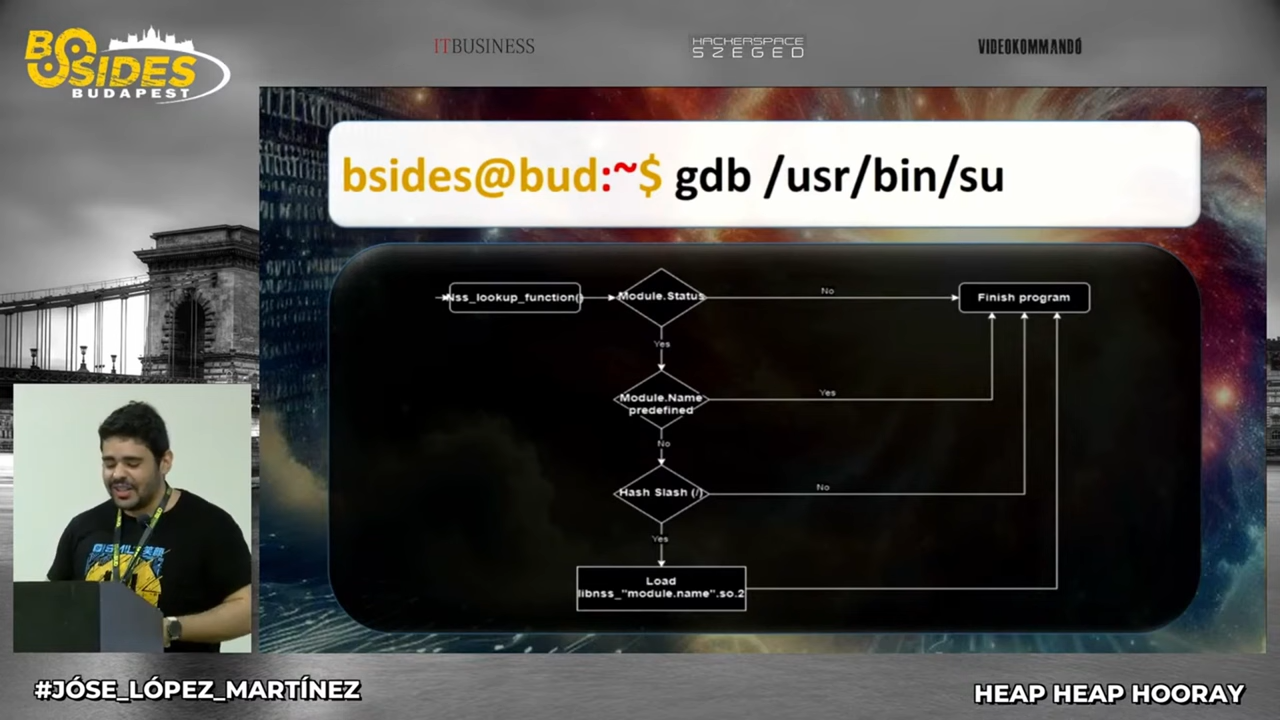 BSIDES
BUDAPEST
ITBUSINESS
HACKERSPACE
SZEGED
VIDEOKOMMANDÓ
bsides@bud:~$ gdb /usr/bin/su
Nss_lookup_function()
Module.Status
No
Finish program
Yes
Module.Name
predefined
Yes
No
Hash Slash (/)
No
Yes
Load
libnss_"module.name".so.2
#JÓSE_LÓPEZ_MARTÍNEZ
HEAP HEAP HOORAY